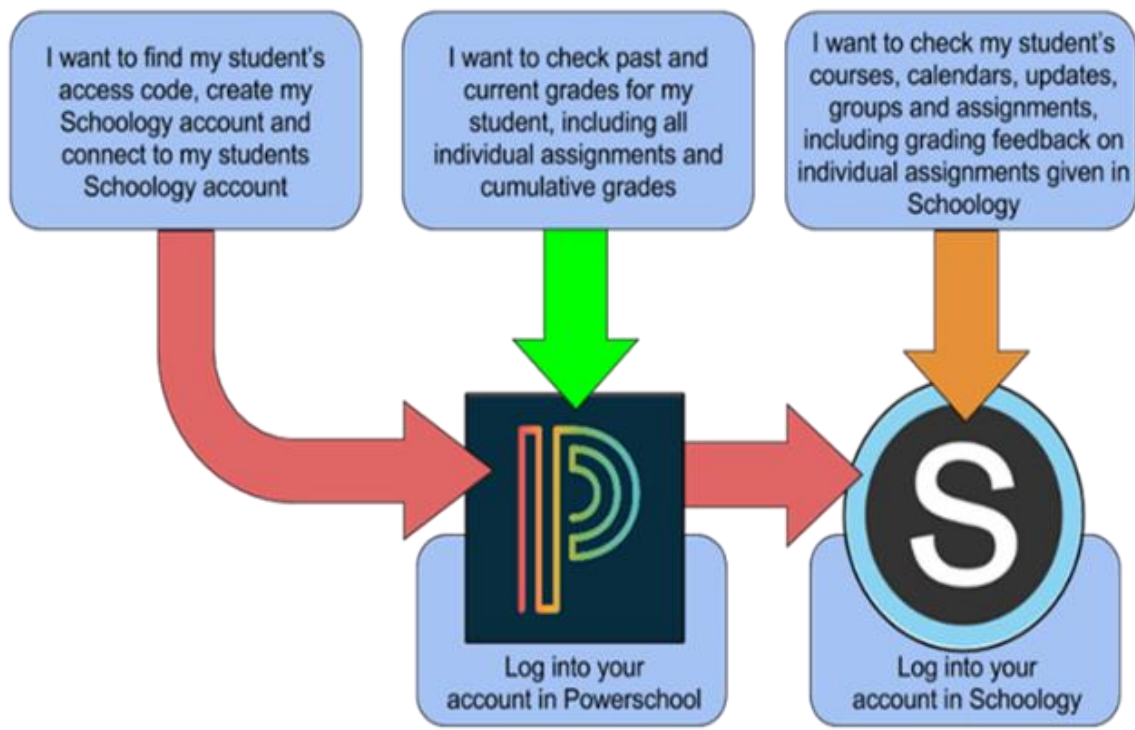 I want to find my student's
access code, create my
Schoology account and
connect to my students
Schoology account
I want to check past and
current grades for my
student, including all
individual assignments and
cumulative grades
I want to check my student's
courses, calendars, updates,
groups and assignments,
including grading feedback on
individual assignments given in
Schoology
P
S
Log into your
account in Powerschool
Log into your
account in Schoology